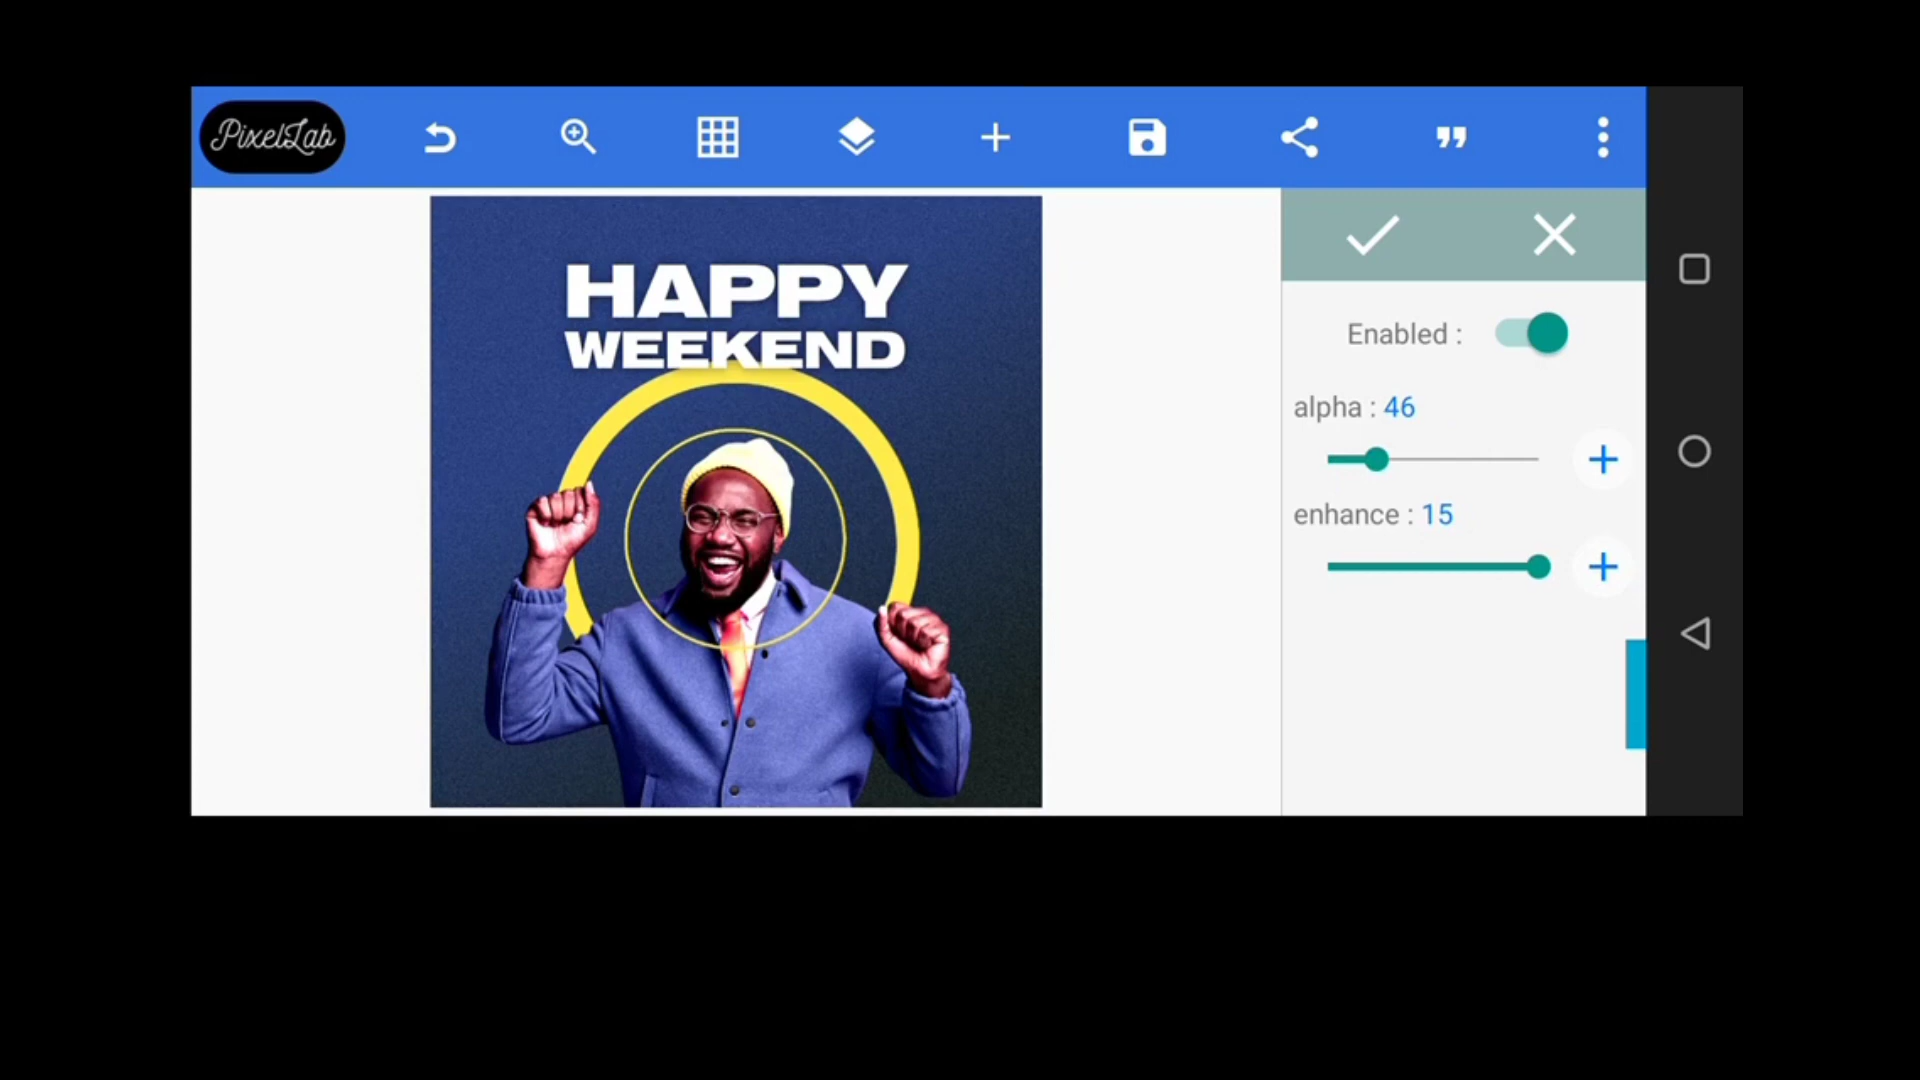 PixelLab
HAPPY
WEEKEND
Enabled :
alpha : 46
enhance : 15